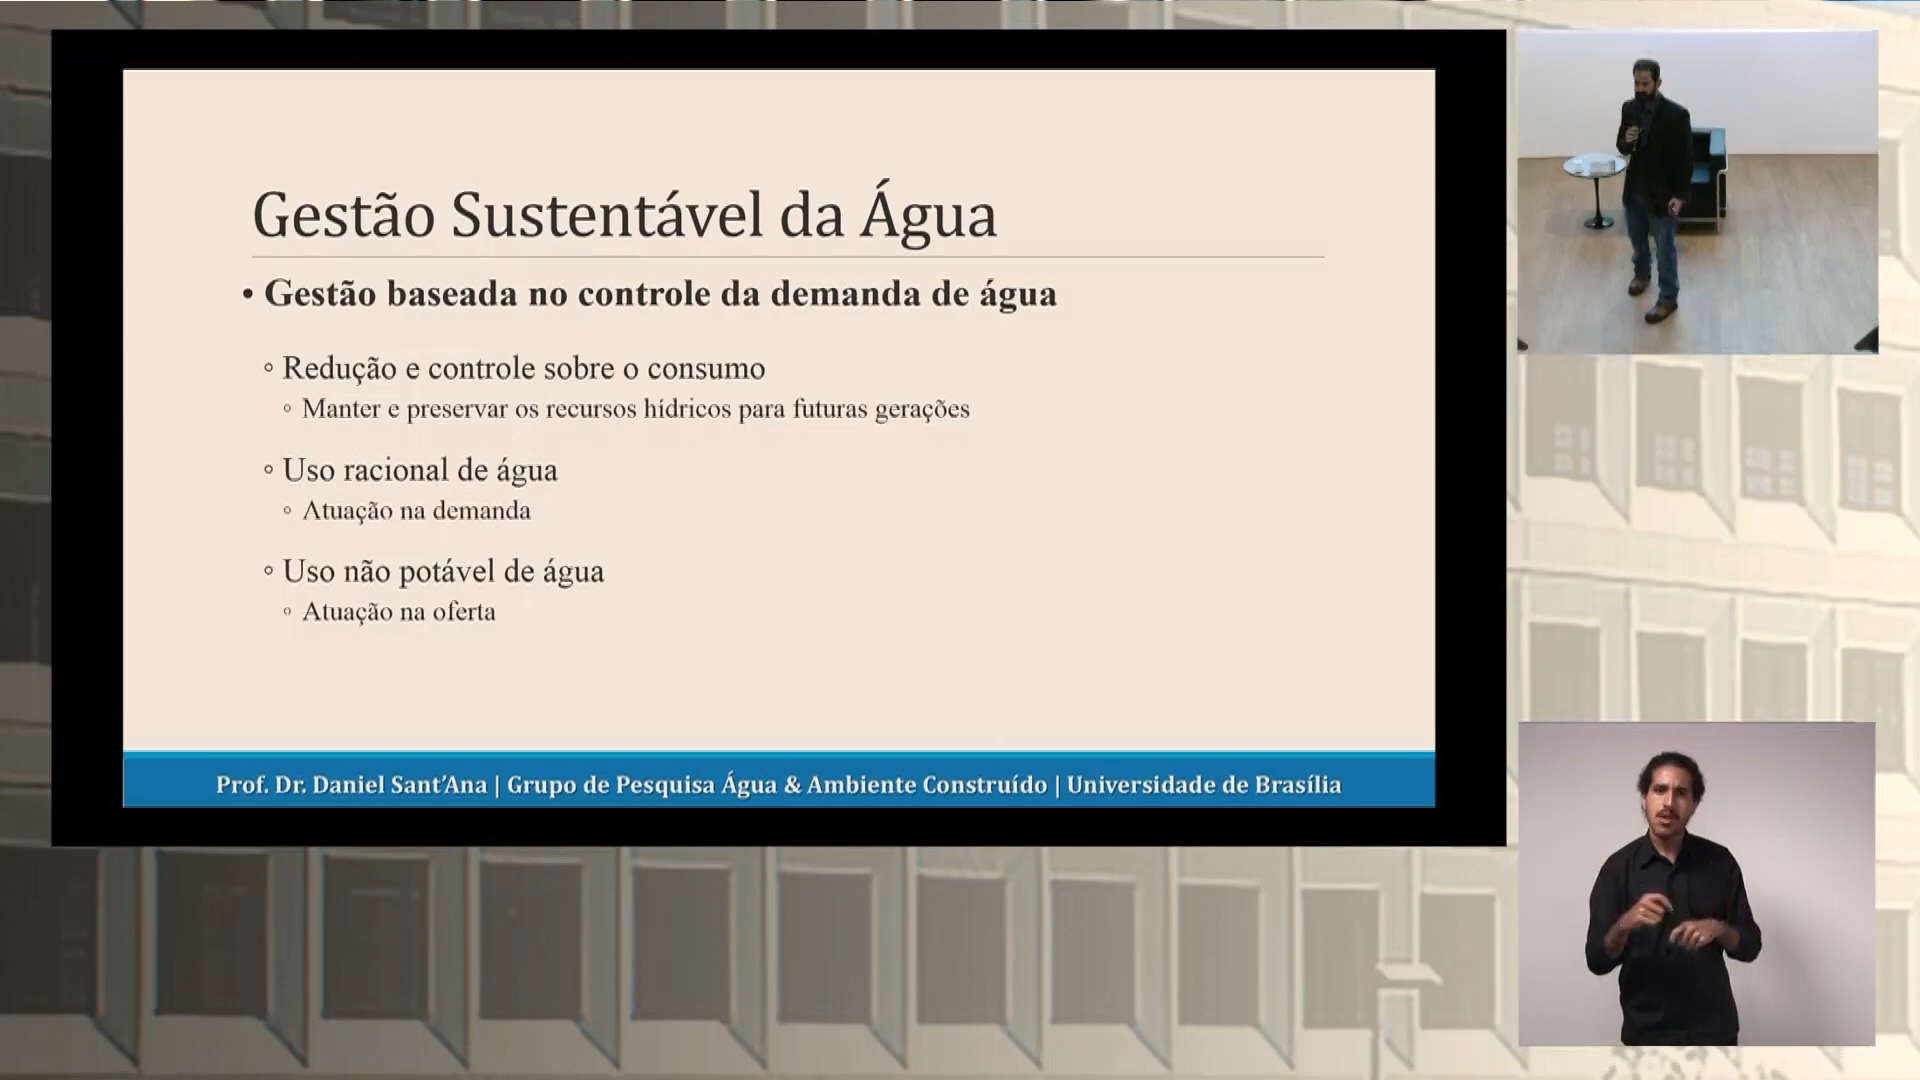 Gestão Sustentável da Água
• Gestão baseada no controle da demanda de água
◦ Redução e controle sobre o consumo
◦ Manter e preservar os recursos hídricos para futuras gerações
◦ Uso racional de água
◦ Atuação na demanda
◦ Uso não potável de água
◦ Atuação na oferta
Prof. Dr. Daniel Sant’Ana | Grupo de Pesquisa Água & Ambiente Construído | Universidade de Brasília